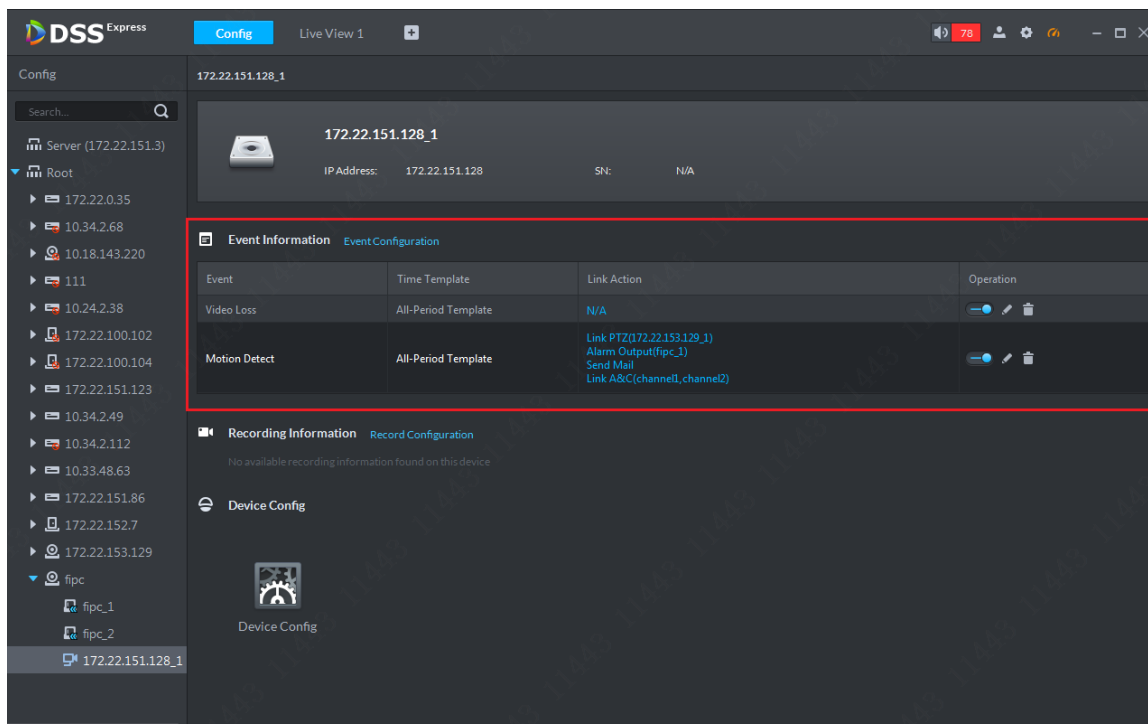 DSS Express
Config
Live View 1
78
Config
172.22.151.128_1
Search...
Server (172.22.151.3)
Root
172.22.0.35
10.34.2.68
10.18.143.220
111
10.24.2.38
172.22.100.102
172.22.100.104
172.22.151.123
10.34.2.49
10.34.2.112
10.33.48.63
172.22.151.86
172.22.152.7
172.22.153.129
fipc
fipc_1
fipc_2
172.22.151.128_1
172.22.151.128_1
IP Address: 172.22.151.128 SN: N/A
Event Information Event Configuration
Event Time Template Link Action Operation
Video Loss All-Period Template N/A
Motion Detect All-Period Template
Link PTZ(172.22.153.129_1)
Alarm Output(fipc_1)
Send Mail
Link A&C(channel1,channel2)
Recording Information Record Configuration
No available recording information found on this device
Device Config
Device Config